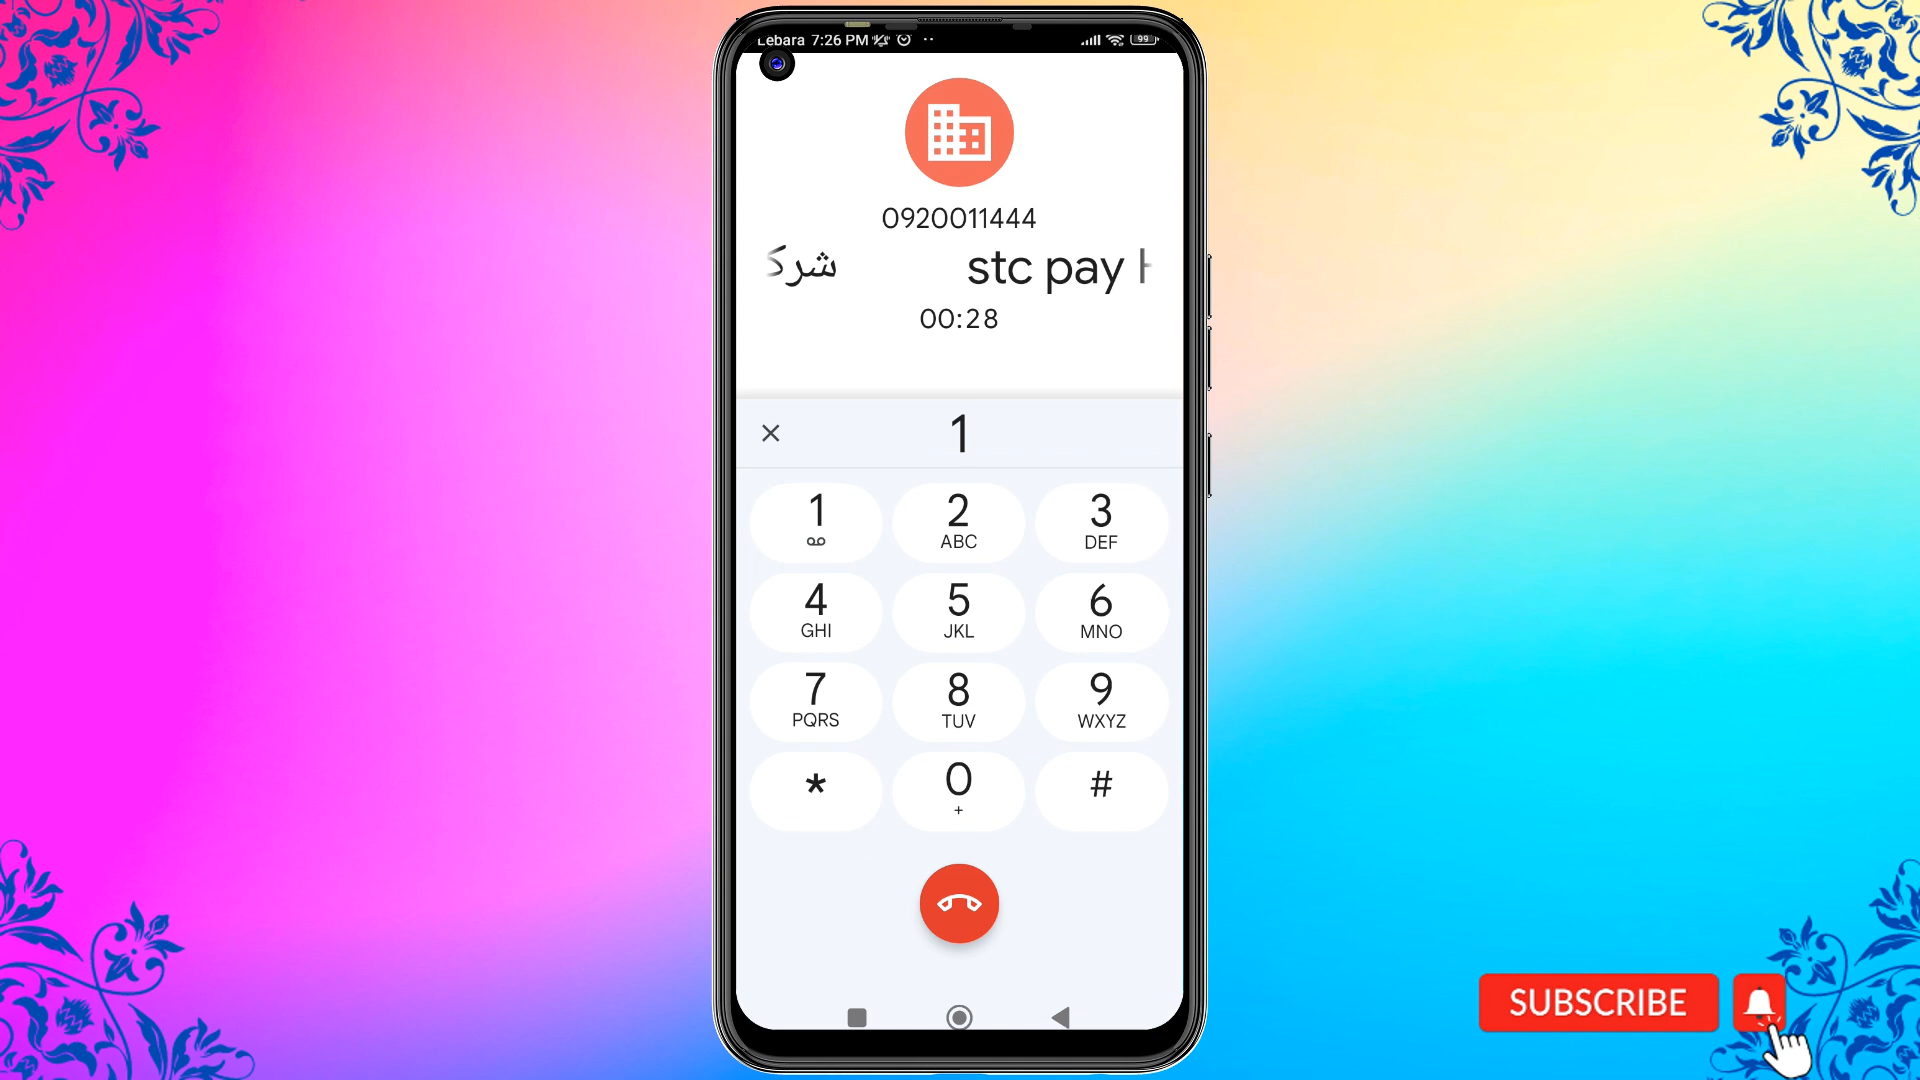 Lebara 7:26 PM
99
0920011444
stc pay
00:28
1
1
2
ABC
3
DEF
4
GHI
5
JKL
6
MNO
7
PQRS
8
TUV
9
WXYZ
*
0
+
#
SUBSCRIBE